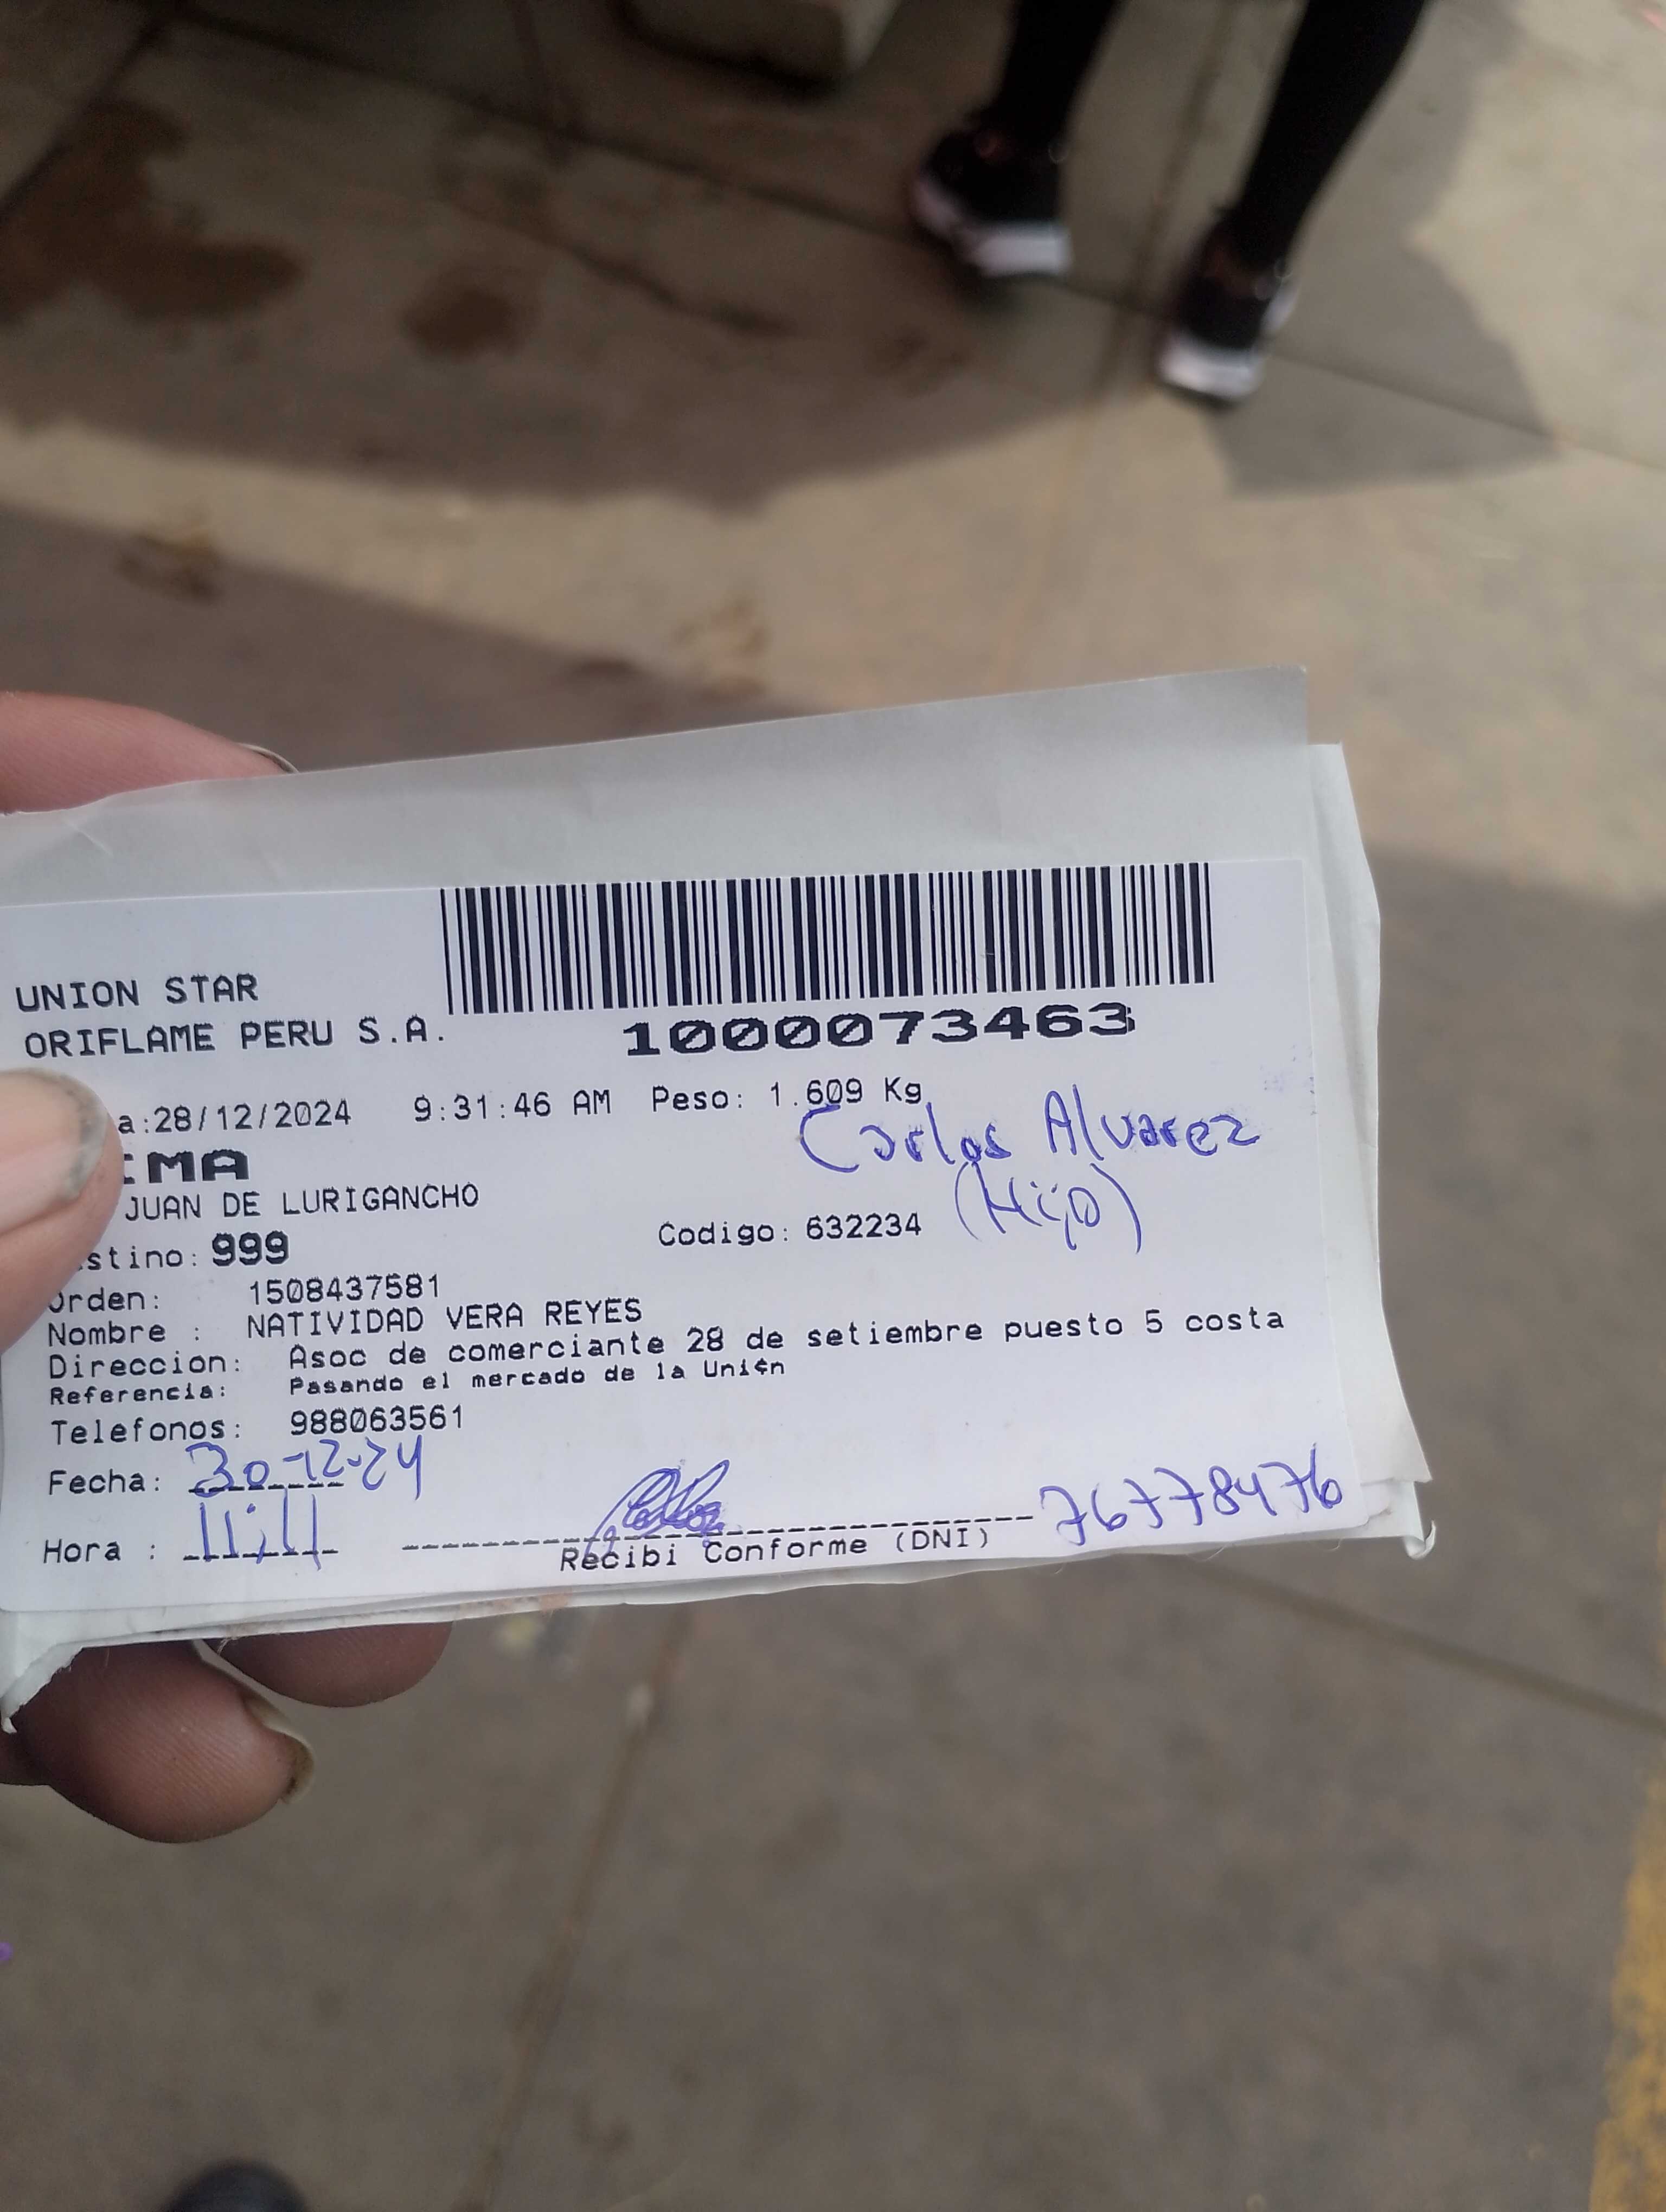 UNION STAR
ORIFLAME PERU S.A.
1000073463
a:28/12/2024 9:31:46 AM Peso: 1.609 Kg
Carlos Alvarez
(Hijo)
IMA
JUAN DE LURIGANCHO
stino: 999 Codigo: 632234
Orden: 1508437581
Nombre : NATIVIDAD VERA REYES
Direccion: Asoc de comerciante 28 de setiembre puesto 5 costa
Referencia: Pasando el mercado de la Uni¢n
Telefonos: 988063561
Fecha: 30-12-24
Hora : 11:11
76778476
Recibi Conforme (DNI)